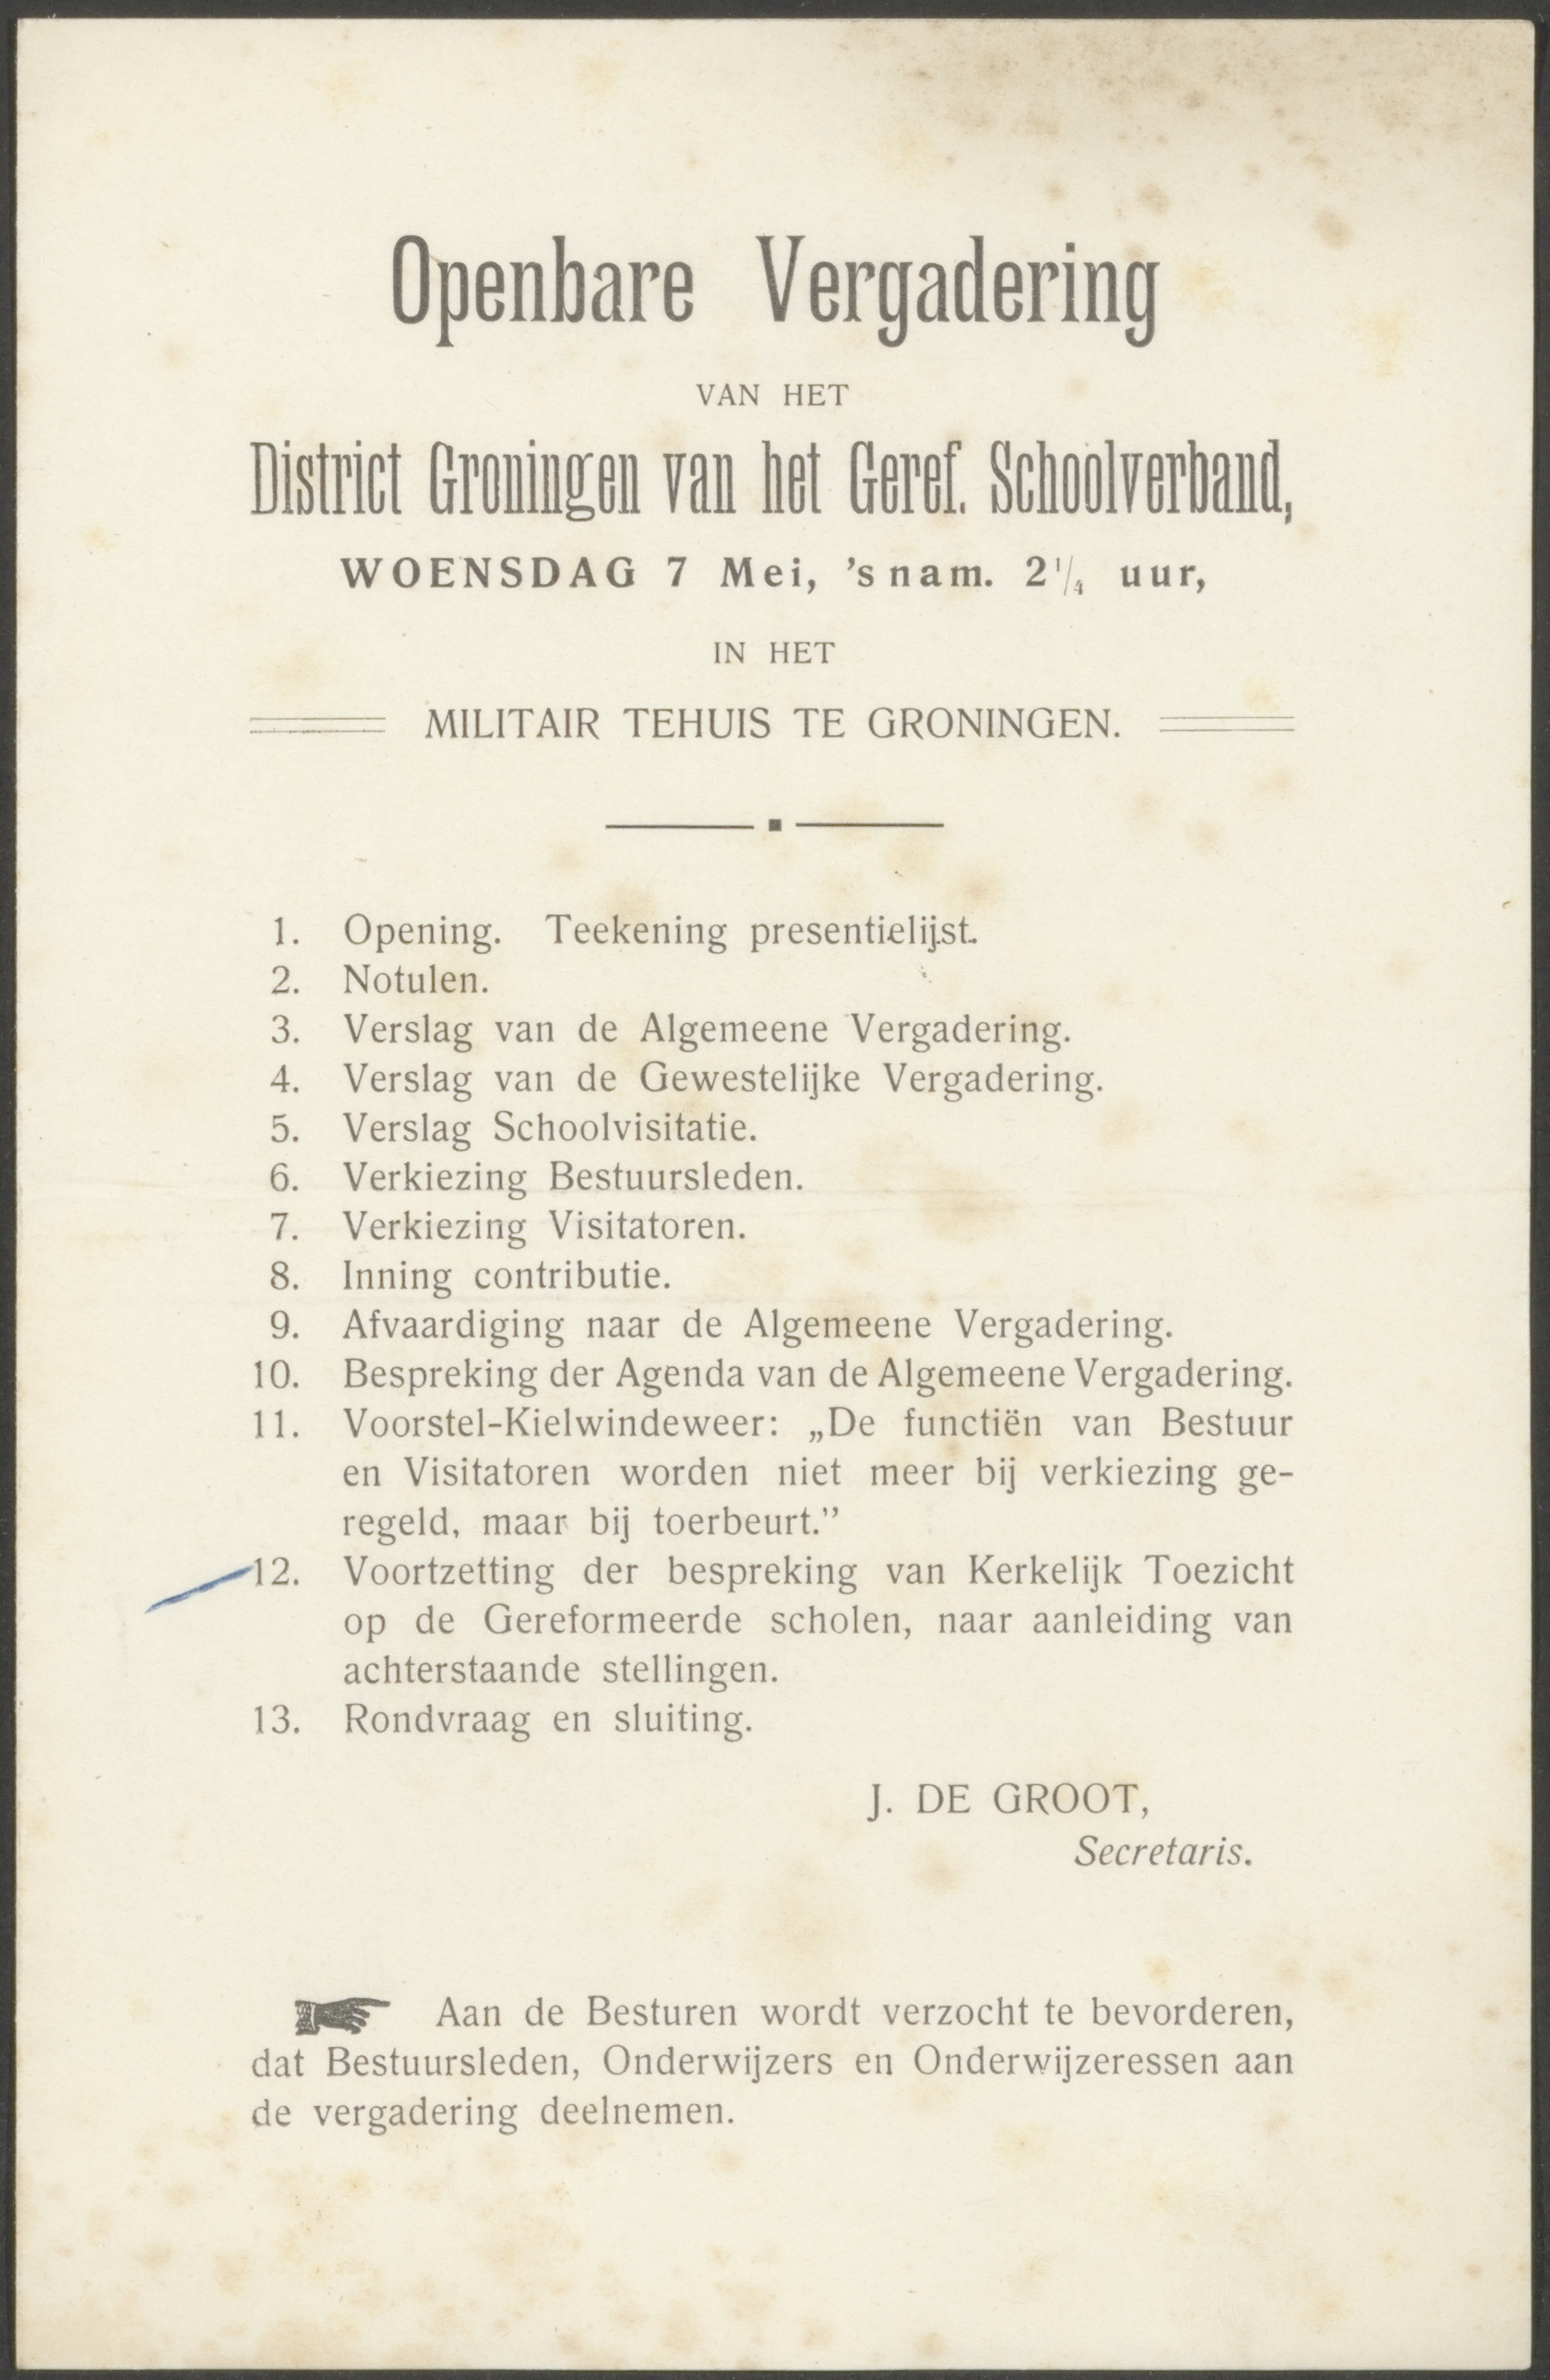 Openbare Vergadering
VAN HET
District Groningen van het Geref. Schoolverband,
WOENSDAG 7 Mei, 's nam. 2¼ uur,
IN HET
MILITAIR TEHUIS TE GRONINGEN.
1. Opening. Teekening presentielijst.
2. Notulen.
3. Verslag van de Algemeene Vergadering.
4. Verslag van de Gewestelijke Vergadering.
5. Verslag Schoolvisitatie.
6. Verkiezing Bestuursleden.
7. Verkiezing Visitatoren.
8. Inning contributie.
9. Afvaardiging naar de Algemeene Vergadering.
10. Bespreking der Agenda van de Algemeene Vergadering.
11. Voorstel-Kielwindeweer: „De functiën van Bestuur
en Visitatoren worden niet meer bij verkiezing ge-
regeld, maar bij toerbeurt.”
12. Voortzetting der bespreking van Kerkelijk Toezicht
op de Gereformeerde scholen, naar aanleiding van
achterstaande stellingen.
13. Rondvraag en sluiting.
J. DE GROOT,
Secretaris.
Aan de Besturen wordt verzocht te bevorderen,
dat Bestuursleden, Onderwijzers en Onderwijzeressen aan
de vergadering deelnemen.